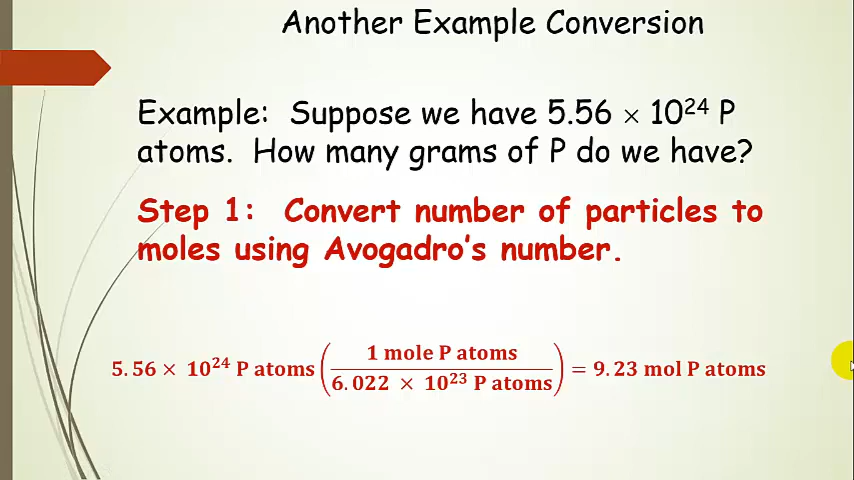 Another Example Conversion
Example: Suppose we have 5.56 × 10²⁴ P
atoms. How many grams of P do we have?
Step 1: Convert number of particles to
moles using Avogadro's number.
5.56 × 10²⁴ P atoms (1 mole P atoms / 6.022 × 10²³ P atoms) = 9.23 mol P atoms